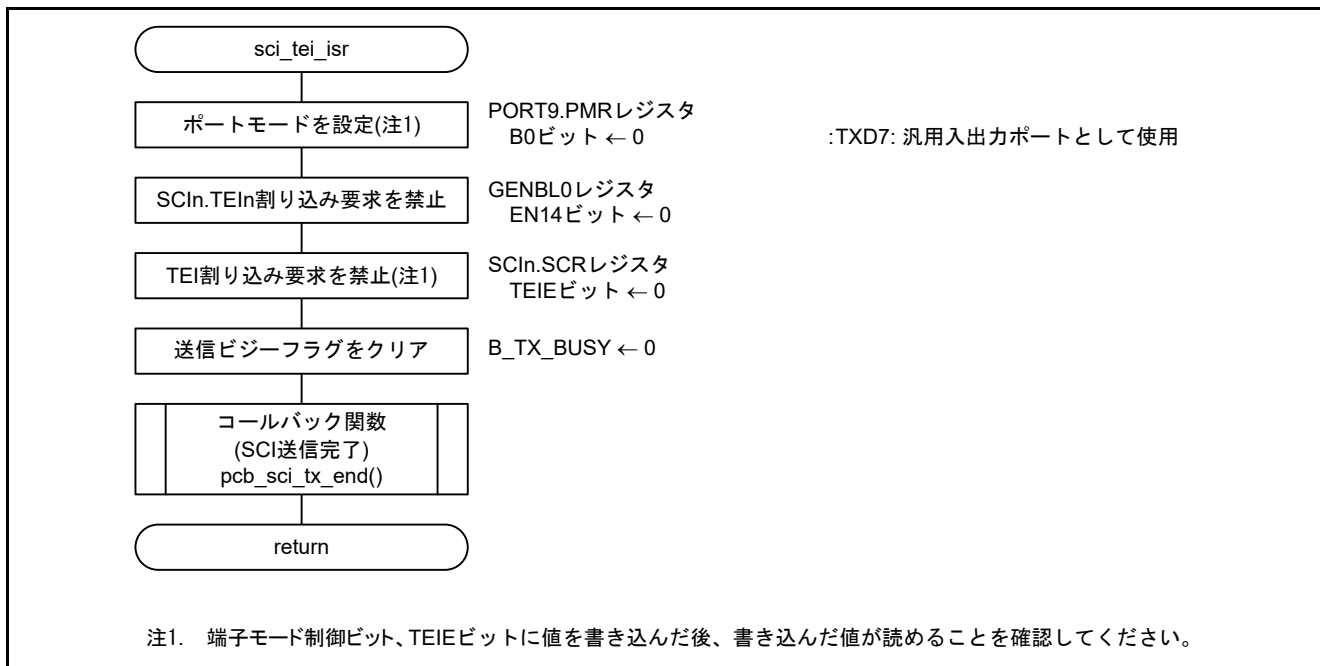 sci_tei_isr
ポートモードを設定(注1)
PORT9.PMRレジスタ
B0ビット ← 0 :TXD7: 汎用入出力ポートとして使用
SCIn.TEIn割り込み要求を禁止
GENBL0レジスタ
EN14ビット ← 0
TEI割り込み要求を禁止(注1)
SCIn.SCRレジスタ
TEIEビット ← 0
送信ビジーフラグをクリア
B_TX_BUSY ← 0
コールバック関数
(SCI送信完了)
pcb_sci_tx_end()
return
注1. 端子モード制御ビット、TEIEビットに値を書き込んだ後、書き込んだ値が読めることを確認してください。